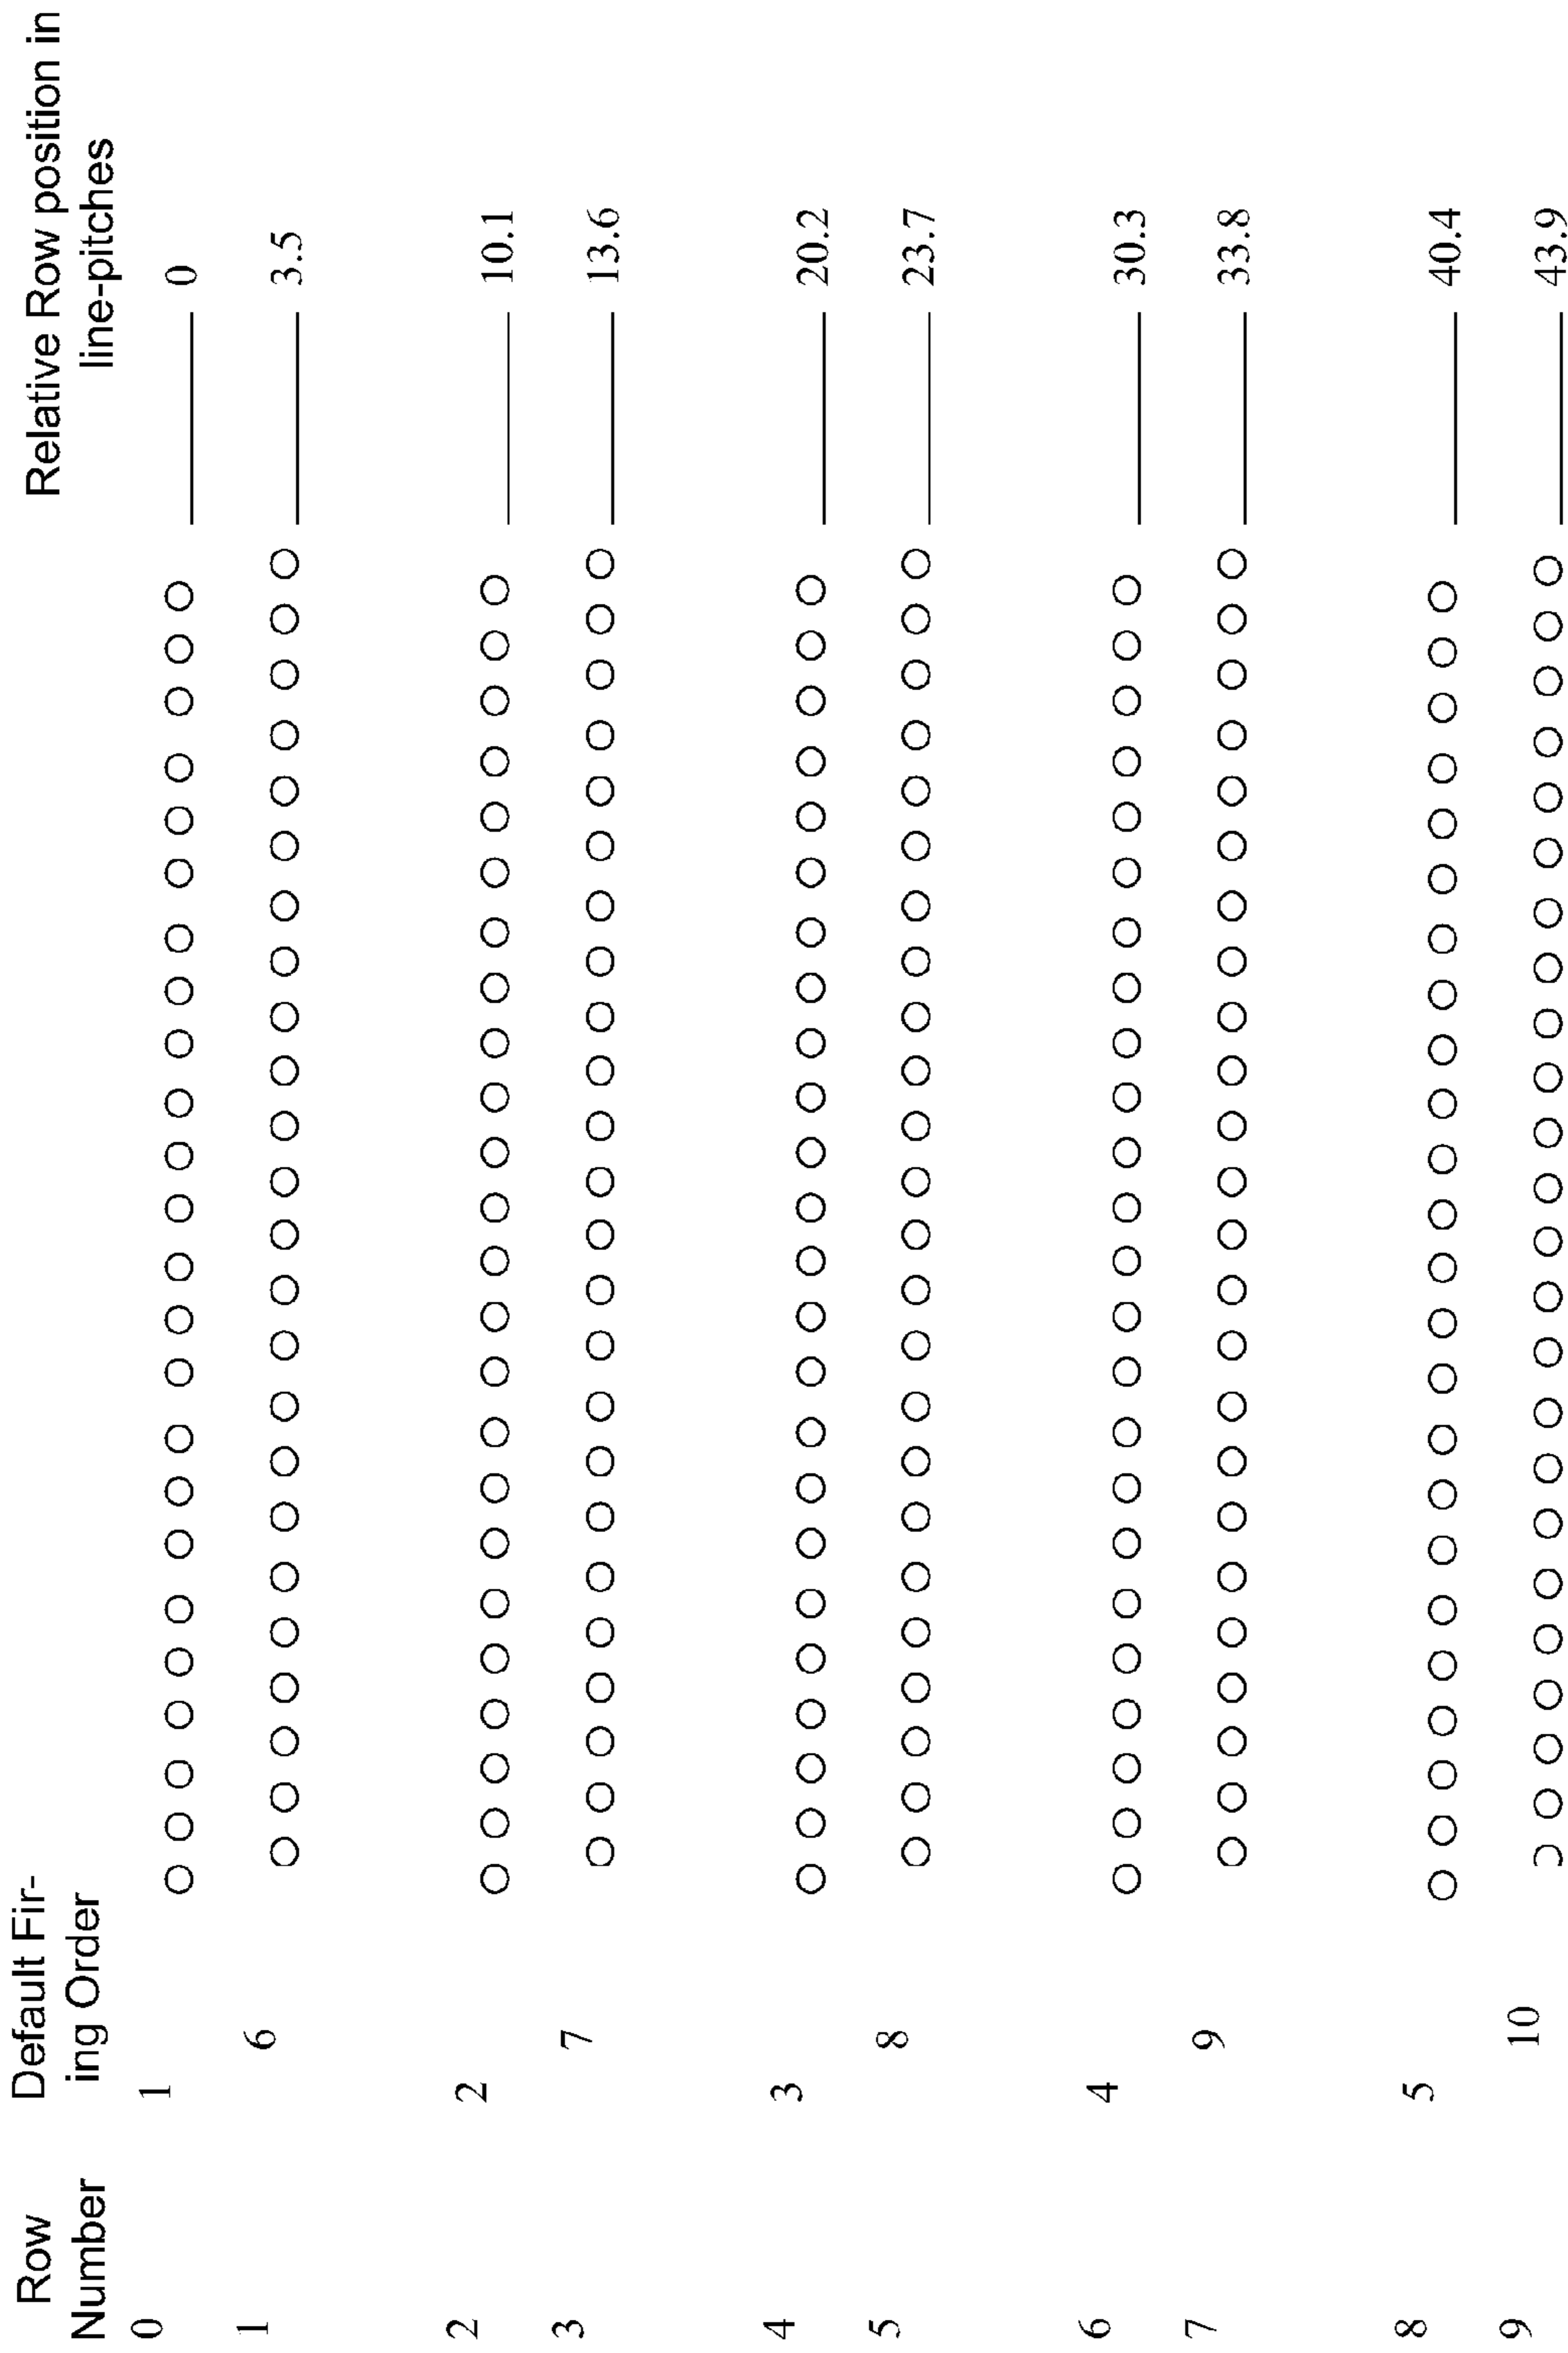 Row
Number
Default Fir-
ing Order
Relative Row position in
line-pitches
0 1 0
1 6 3.5
2 2 10.1
3 7 13.6
4 3 20.2
5 8 23.7
6 4 30.3
7 9 33.8
8 5 40.4
9 10 43.9